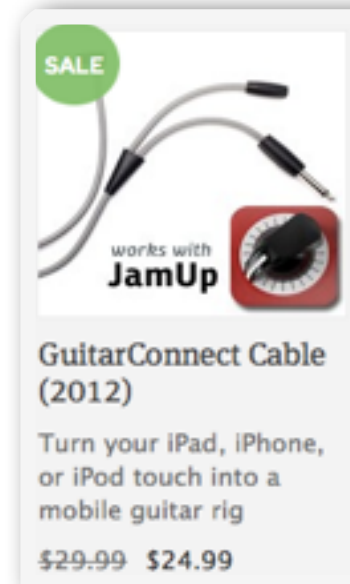 SALE
works with
JamUp
GuitarConnect Cable
(2012)
Turn your iPad, iPhone,
or iPod touch into a
mobile guitar rig
$29.99 $24.99